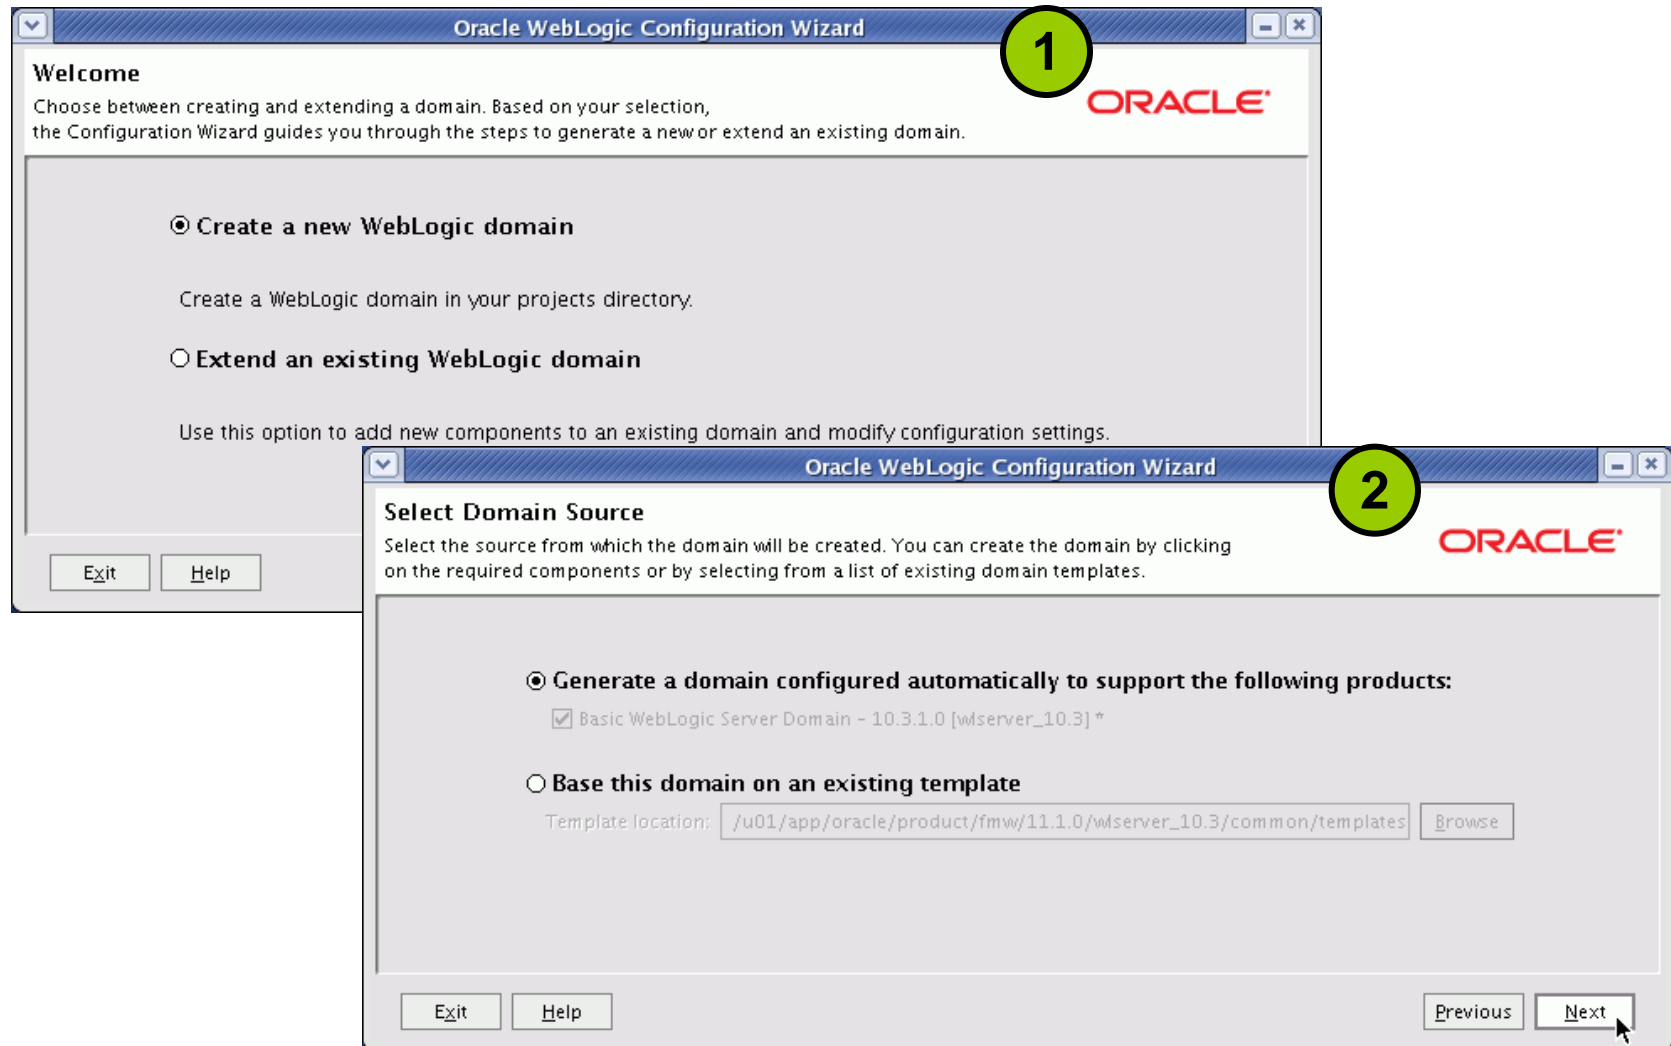 Oracle WebLogic Configuration Wizard
1
Welcome
Choose between creating and extending a domain. Based on your selection,
the Configuration Wizard guides you through the steps to generate a new or extend an existing domain.
ORACLE
Create a new WebLogic domain
Create a WebLogic domain in your projects directory.
Extend an existing WebLogic domain
Use this option to add new components to an existing domain and modify configuration settings.
Exit Help
Oracle WebLogic Configuration Wizard
2
Select Domain Source
Select the source from which the domain will be created. You can create the domain by clicking
on the required components or by selecting from a list of existing domain templates.
ORACLE
Generate a domain configured automatically to support the following products:
Basic WebLogic Server Domain - 10.3.1.0 [wlserver_10.3] *
Base this domain on an existing template
Template location: /u01/app/oracle/product/fmw/11.1.0/wlserver_10.3/common/templates Browse
Exit Help Previous Next